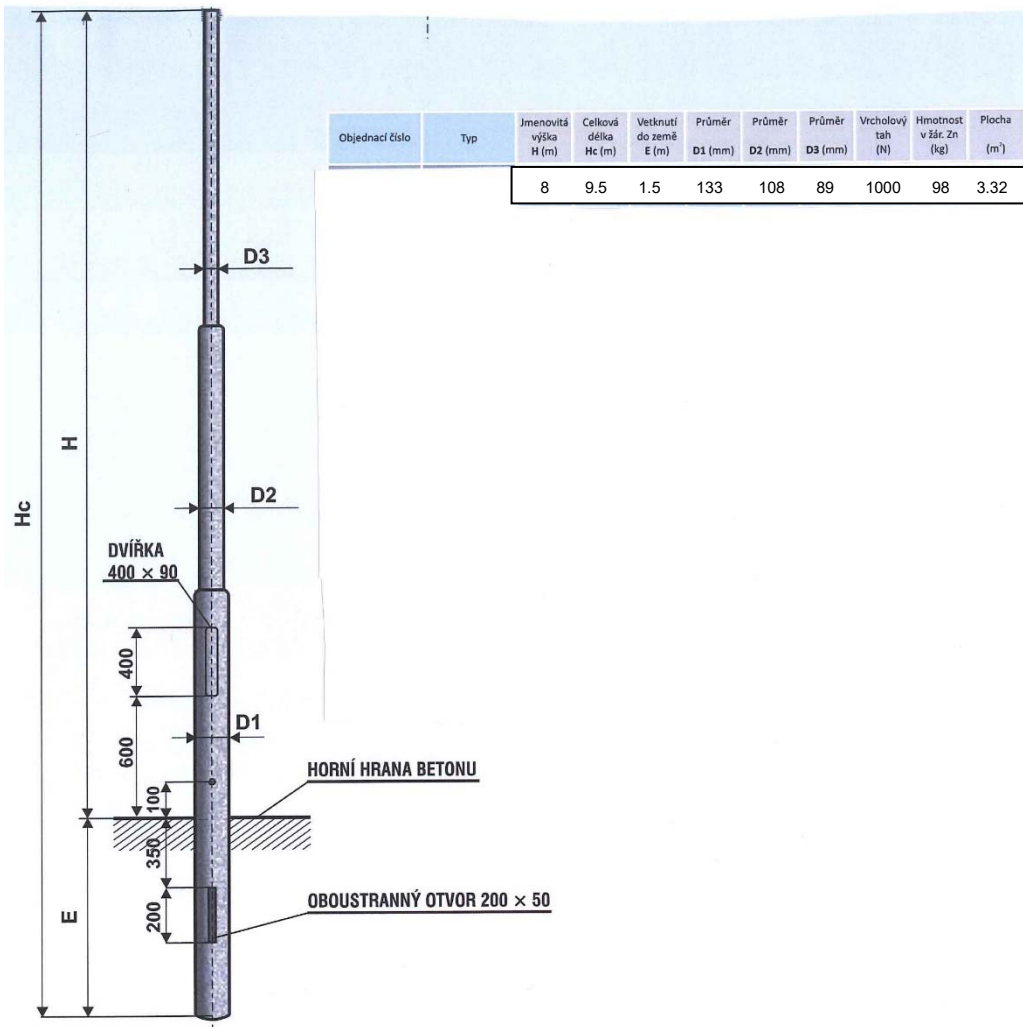 Objednací číslo
Typ
Jmenovitá
výška
H (m)
Celková
délka
Hc (m)
Vetknutí
do země
E (m)
Průměr
D1 (mm)
Průměr
D2 (mm)
Průměr
D3 (mm)
Vrcholový
tah
(N)
Hmotnost
v žár. Zn
(kg)
Plocha
(m²)
8 9.5 1.5 133 108 89 1000 98 3.32
D3
H
Hc
D2
DVÍŘKA
400 × 90
400
D1
600
HORNÍ HRANA BETONU
100
350
E
200
OBOUSTRANNÝ OTVOR 200 × 50